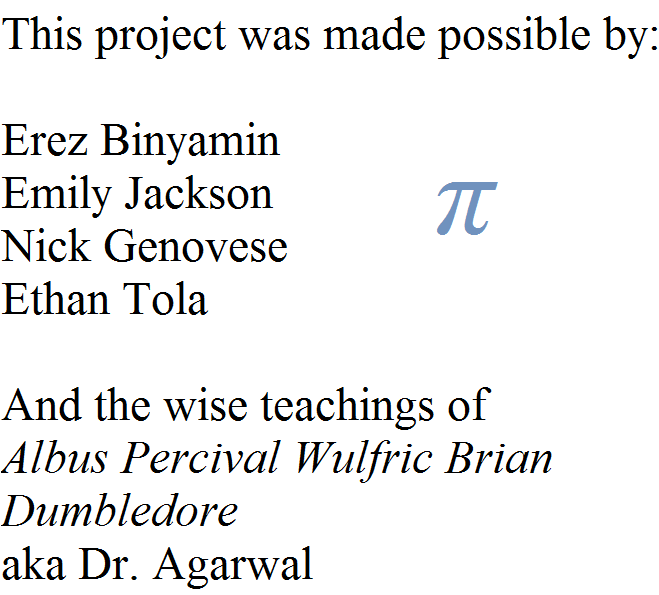 This project was made possible by:
Erez Binyamin
Emily Jackson
π
Nick Genovese
Ethan Tola
And the wise teachings of
Albus Percival Wulfric Brian
Dumbledore
aka Dr. Agarwal